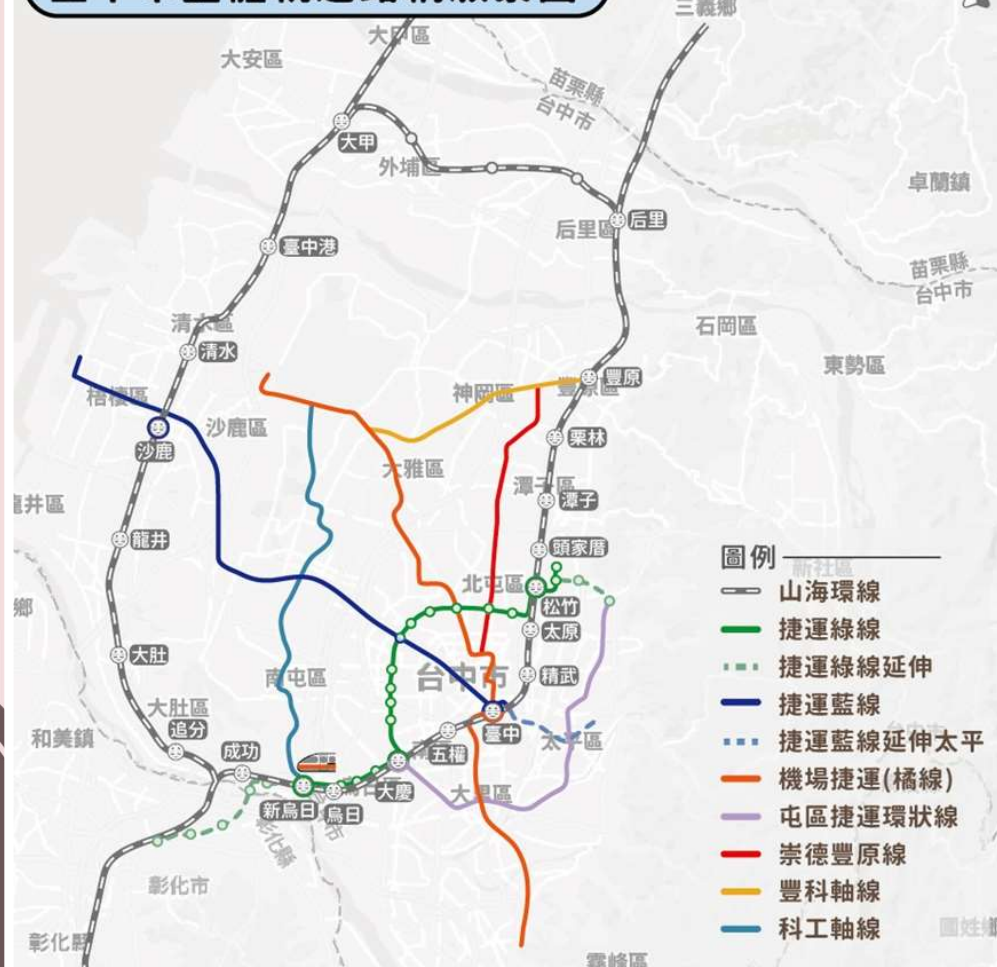 三義鄉
大甲區
大安區
苗栗縣
台中市
大甲
外埔區
卓蘭鎮
后里區
后里
臺中港
苗栗縣
台中市
清水區
清水
石岡區
東勢區
梧棲區
神岡區
豐原區
豐原
沙鹿區
沙鹿
栗林
大雅區
潭子區
潭子
龍井
頭家厝
圖例
新社區
山海環線
北屯區
松竹
鄉
捷運綠線
太原
大肚
捷運綠線延伸
南屯區
台中市
精武
大肚區
捷運藍線
和美鎮
追分
臺中
捷運藍線延伸太平
太平區
成功
五權
機場捷運(橘線)
大慶
大里區
新烏日
烏日
屯區捷運環狀線
彰化縣
崇德豐原線
彰化市
豐科軸線
彰化縣
科工軸線
霧峰區